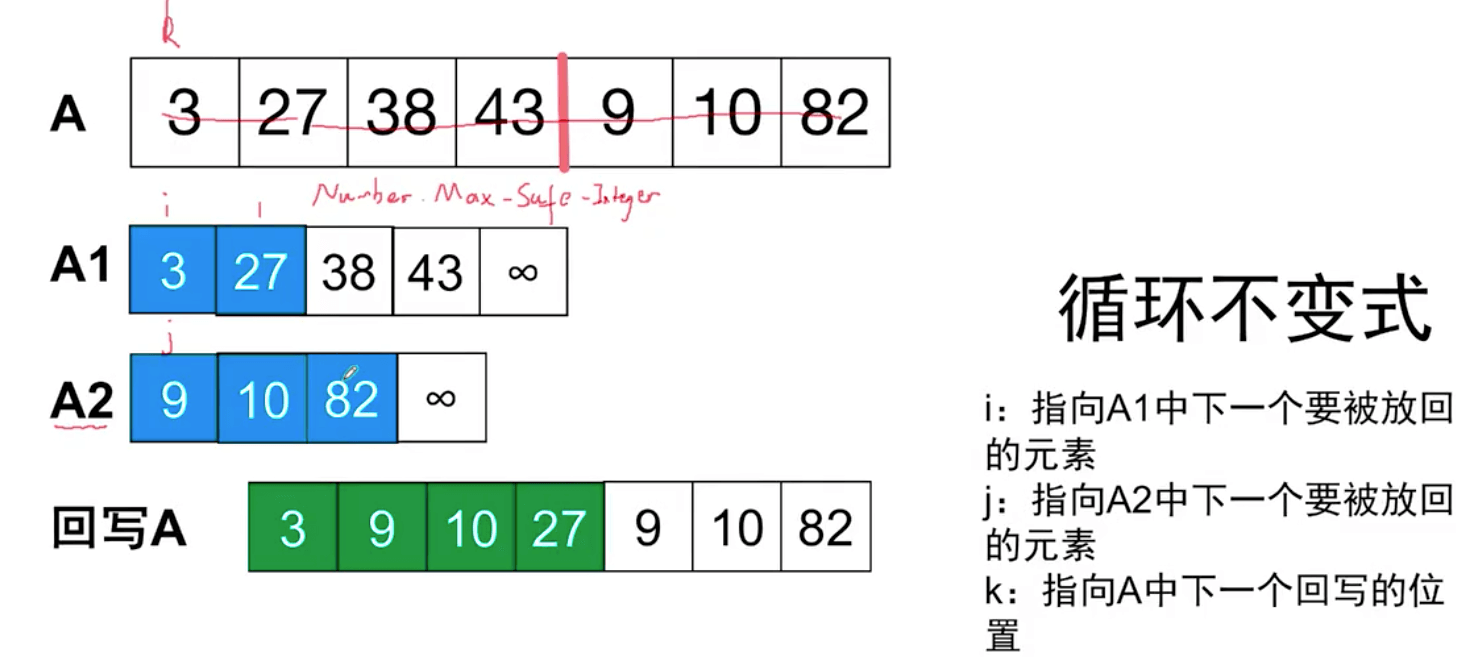 k
A 3 27 38 43 9 10 82
i 1 Number.Max-Safe-Integer
A1 3 27 38 43 ∞
j
A2 9 10 82 ∞
回写A 3 9 10 27 9 10 82
循环不变式
i：指向A1中下一个要被放回
的元素
j：指向A2中下一个要被放回
的元素
k：指向A中下一个回写的位
置